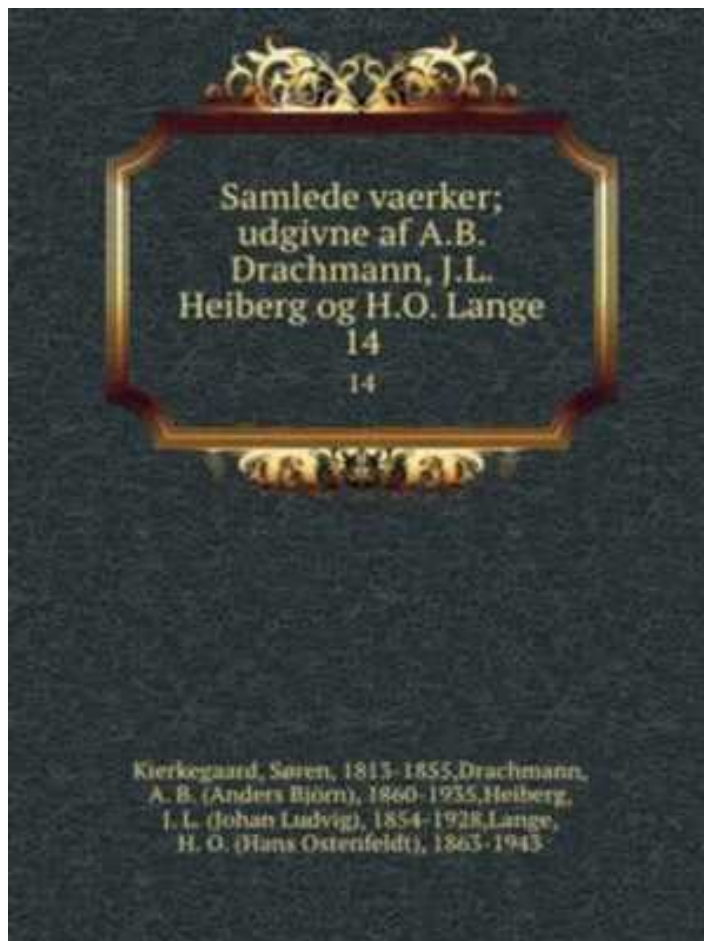 Samlede vaerker;
udgivne af A.B.
Drachmann, J.L.
Heiberg og H.O. Lange
14
14
Kierkegaard, Søren, 1813-1855,Drachmann,
A. B. (Anders Björn), 1860-1935,Heiberg,
J. L. (Johan Ludvig), 1854-1928,Lange,
H. O. (Hans Ostenfeldt), 1863-1943